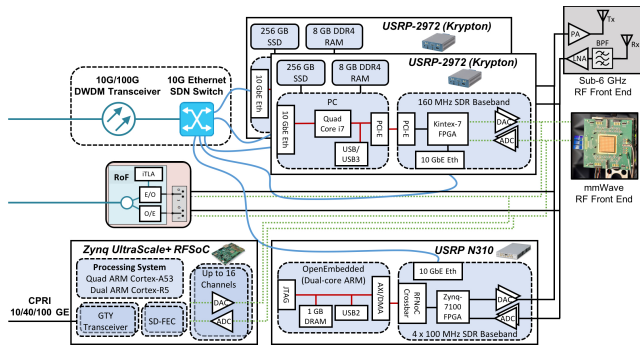 USRP-2972 (Krypton)
256 GB
SSD
8 GB DDR4
RAM
10 GbE Eth
USRP-2972 (Krypton)
256 GB
SSD
8 GB DDR4
RAM
PC
10 GbE Eth
Quad
Core i7
USB/
USB3
PCI-E
PCI-E
160 MHz SDR Baseband
Kintex-7
FPGA
DAC
ADC
10 GbE Eth
Tx
PA
Rx
BPF
LNA
Sub-6 GHz
RF Front End
mmWave
RF Front End
10G/100G
DWDM Transceiver
10G Ethernet
SDN Switch
RoF
iTLA
E/O
O/E
Zynq UltraScale+ RFSoC
Processing System
Quad ARM Cortex-A53
Dual ARM Cortex-R5
Up to 16
Channels
DAC
ADC
CPRI
10/40/100 GE
GTY
Transceiver
SD-FEC
USRP N310
OpenEmbedded
(Dual-core ARM)
JTAG
1 GB
DRAM
USB2
AXI/DMA
10 GbE Eth
RFNoC
Crossbar
Zynq-
7100
FPGA
DAC
ADC
4 x 100 MHz SDR Baseband